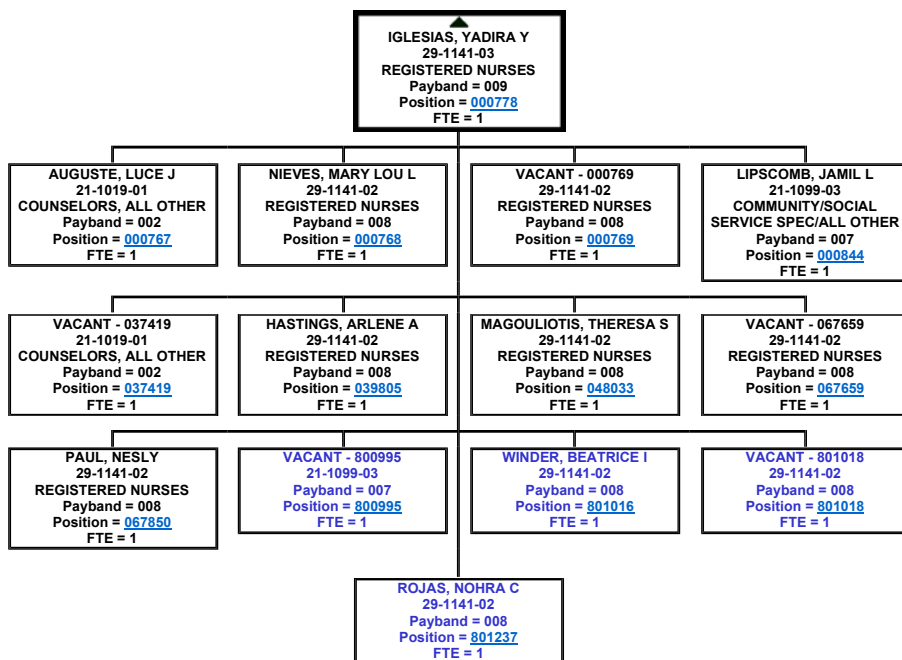 IGLESIAS, YADIRA Y
29-1141-03
REGISTERED NURSES
Payband = 009
Position = 000778
FTE = 1
AUGUSTE, LUCE J
21-1019-01
COUNSELORS, ALL OTHER
Payband = 002
Position = 000767
FTE = 1
NIEVES, MARY LOU L
29-1141-02
REGISTERED NURSES
Payband = 008
Position = 000768
FTE = 1
VACANT - 000769
29-1141-02
REGISTERED NURSES
Payband = 008
Position = 000769
FTE = 1
LIPSCOMB, JAMIL L
21-1099-03
COMMUNITY/SOCIAL
SERVICE SPEC/ALL OTHER
Payband = 007
Position = 000844
FTE = 1
VACANT - 037419
21-1019-01
COUNSELORS, ALL OTHER
Payband = 002
Position = 037419
FTE = 1
HASTINGS, ARLENE A
29-1141-02
REGISTERED NURSES
Payband = 008
Position = 039805
FTE = 1
MAGOULIOTIS, THERESA S
29-1141-02
REGISTERED NURSES
Payband = 008
Position = 048033
FTE = 1
VACANT - 067659
29-1141-02
REGISTERED NURSES
Payband = 008
Position = 067659
FTE = 1
PAUL, NESLY
29-1141-02
REGISTERED NURSES
Payband = 008
Position = 067850
FTE = 1
VACANT - 800995
21-1099-03
Payband = 007
Position = 800995
FTE = 1
WINDER, BEATRICE I
29-1141-02
Payband = 008
Position = 801016
FTE = 1
VACANT - 801018
29-1141-02
Payband = 008
Position = 801018
FTE = 1
ROJAS, NOHRA C
29-1141-02
Payband = 008
Position = 801237
FTE = 1